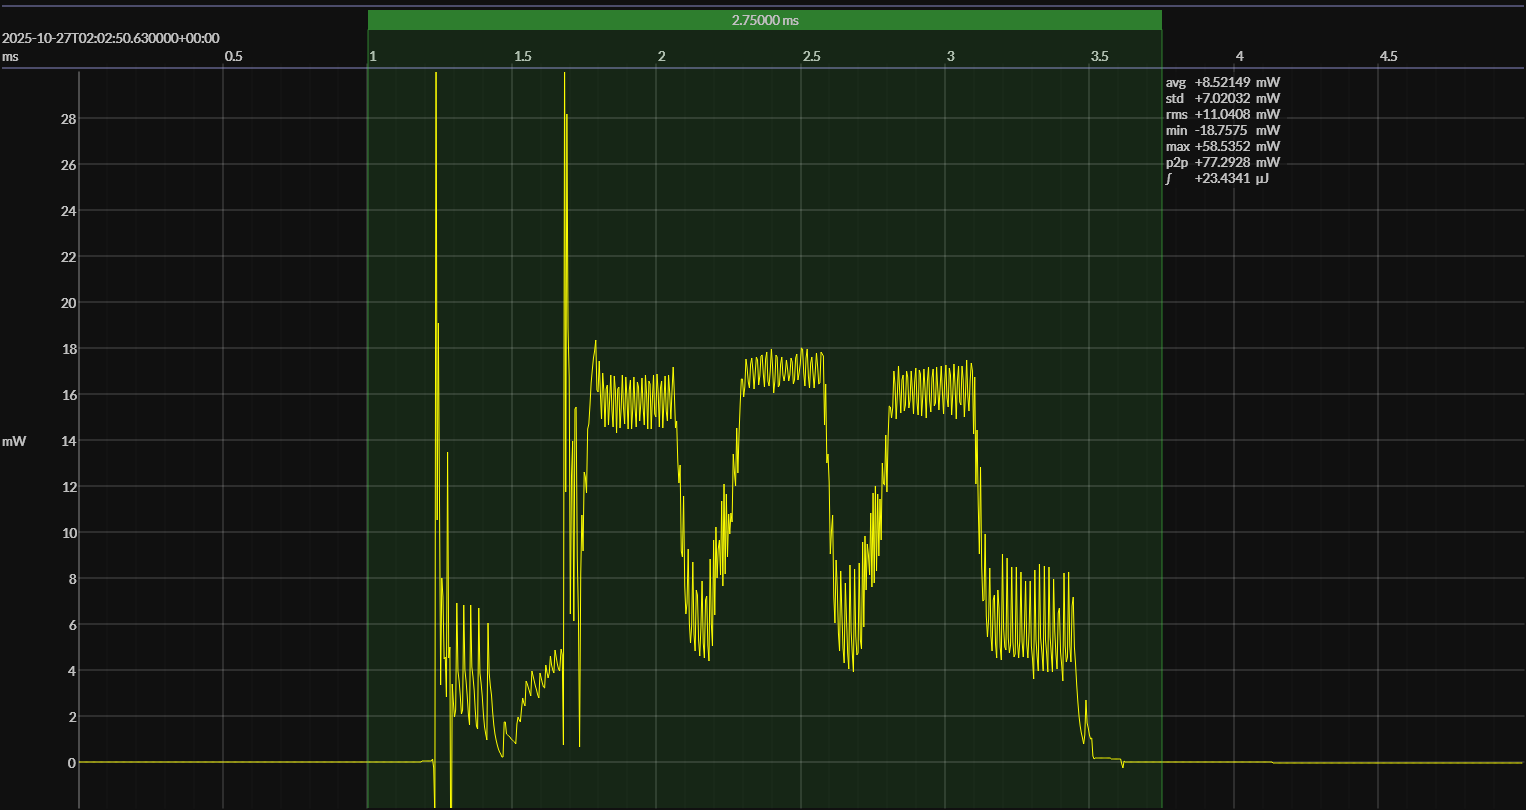 2.75000 ms
2025-10-27T02:02:50.630000+00:00
ms 0.5 1 1.5 2 2.5 3 3.5 4 4.5
avg +8.52149 mW
std +7.02032 mW
rms +11.0408 mW
min -18.7575 mW
max +58.5352 mW
p2p +77.2928 mW
∫ +23.4341 µJ
28
26
24
22
20
18
16
14
mW
12
10
8
6
4
2
0